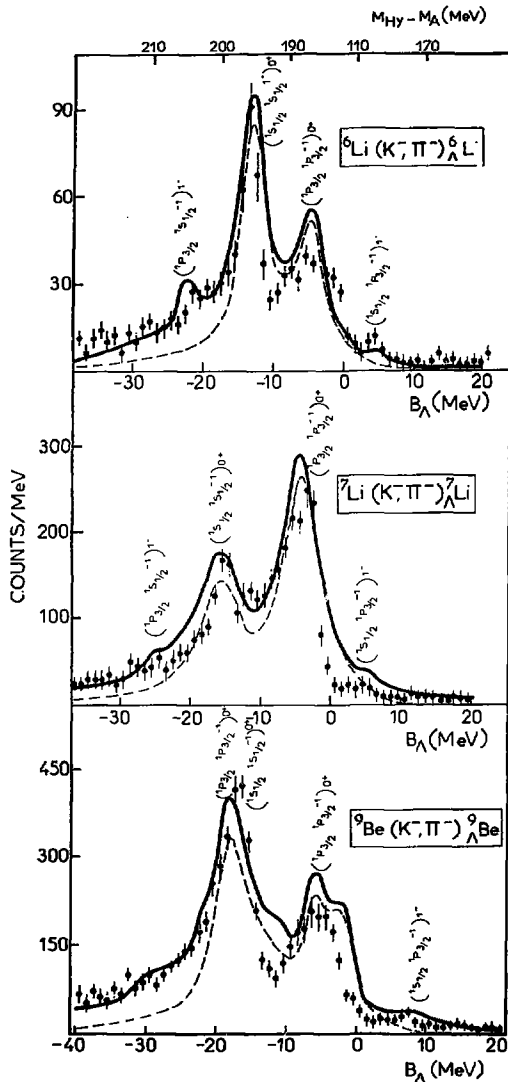 M_Hy − M_A (MeV)
210 200 190 180 170
90
60
30
(¹P₃/₂ ¹S₁/₂⁻¹)1⁻
(¹S₁/₂ ¹S₁/₂⁻¹)0⁺
(¹P₃/₂ ¹P₃/₂⁻¹)0⁺
(¹S₁/₂ ¹P₃/₂⁻¹)1⁻
⁶Li (K⁻,Π⁻) ⁶_ΛLi
−30 −20 −10 0 10 20
B_Λ (MeV)
COUNTS/MeV
300
200
100
(¹P₃/₂ ¹S₁/₂⁻¹)1⁻
(¹S₁/₂ ¹S₁/₂⁻¹)0⁺
(¹P₃/₂ ¹P₃/₂⁻¹)0⁺
(¹S₁/₂ ¹P₃/₂⁻¹)1⁻
⁷Li (K⁻,Π⁻) ⁷_ΛLi
−30 −20 −10 0 10 20
B_Λ (MeV)
450
300
150
0
(¹P₃/₂ ¹P₃/₂⁻¹)0⁺
(¹S₁/₂ ¹S₁/₂⁻¹)0⁺
(¹P₃/₂ ¹P₃/₂⁻¹)0⁺
(¹S₁/₂ ¹P₃/₂⁻¹)1⁻
⁹Be (K⁻,Π⁻) ⁹_ΛBe
−40 −30 −20 −10 0 10 20
B_Λ (MeV)